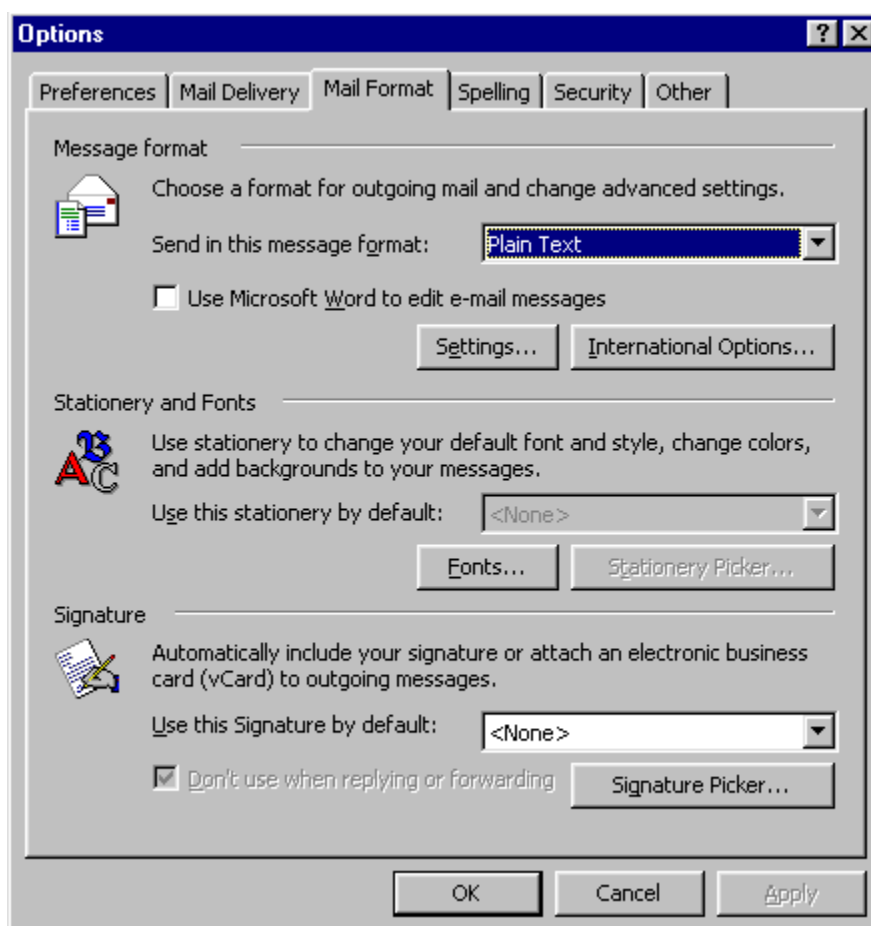 Options
Preferences Mail Delivery Mail Format Spelling Security Other
Message format
Choose a format for outgoing mail and change advanced settings.
Send in this message format: Plain Text
Use Microsoft Word to edit e-mail messages
Settings... International Options...
Stationery and Fonts
Use stationery to change your default font and style, change colors,
and add backgrounds to your messages.
Use this stationery by default: <None>
Fonts... Stationery Picker...
Signature
Automatically include your signature or attach an electronic business
card (vCard) to outgoing messages.
Use this Signature by default: <None>
Don't use when replying or forwarding Signature Picker...
OK Cancel Apply